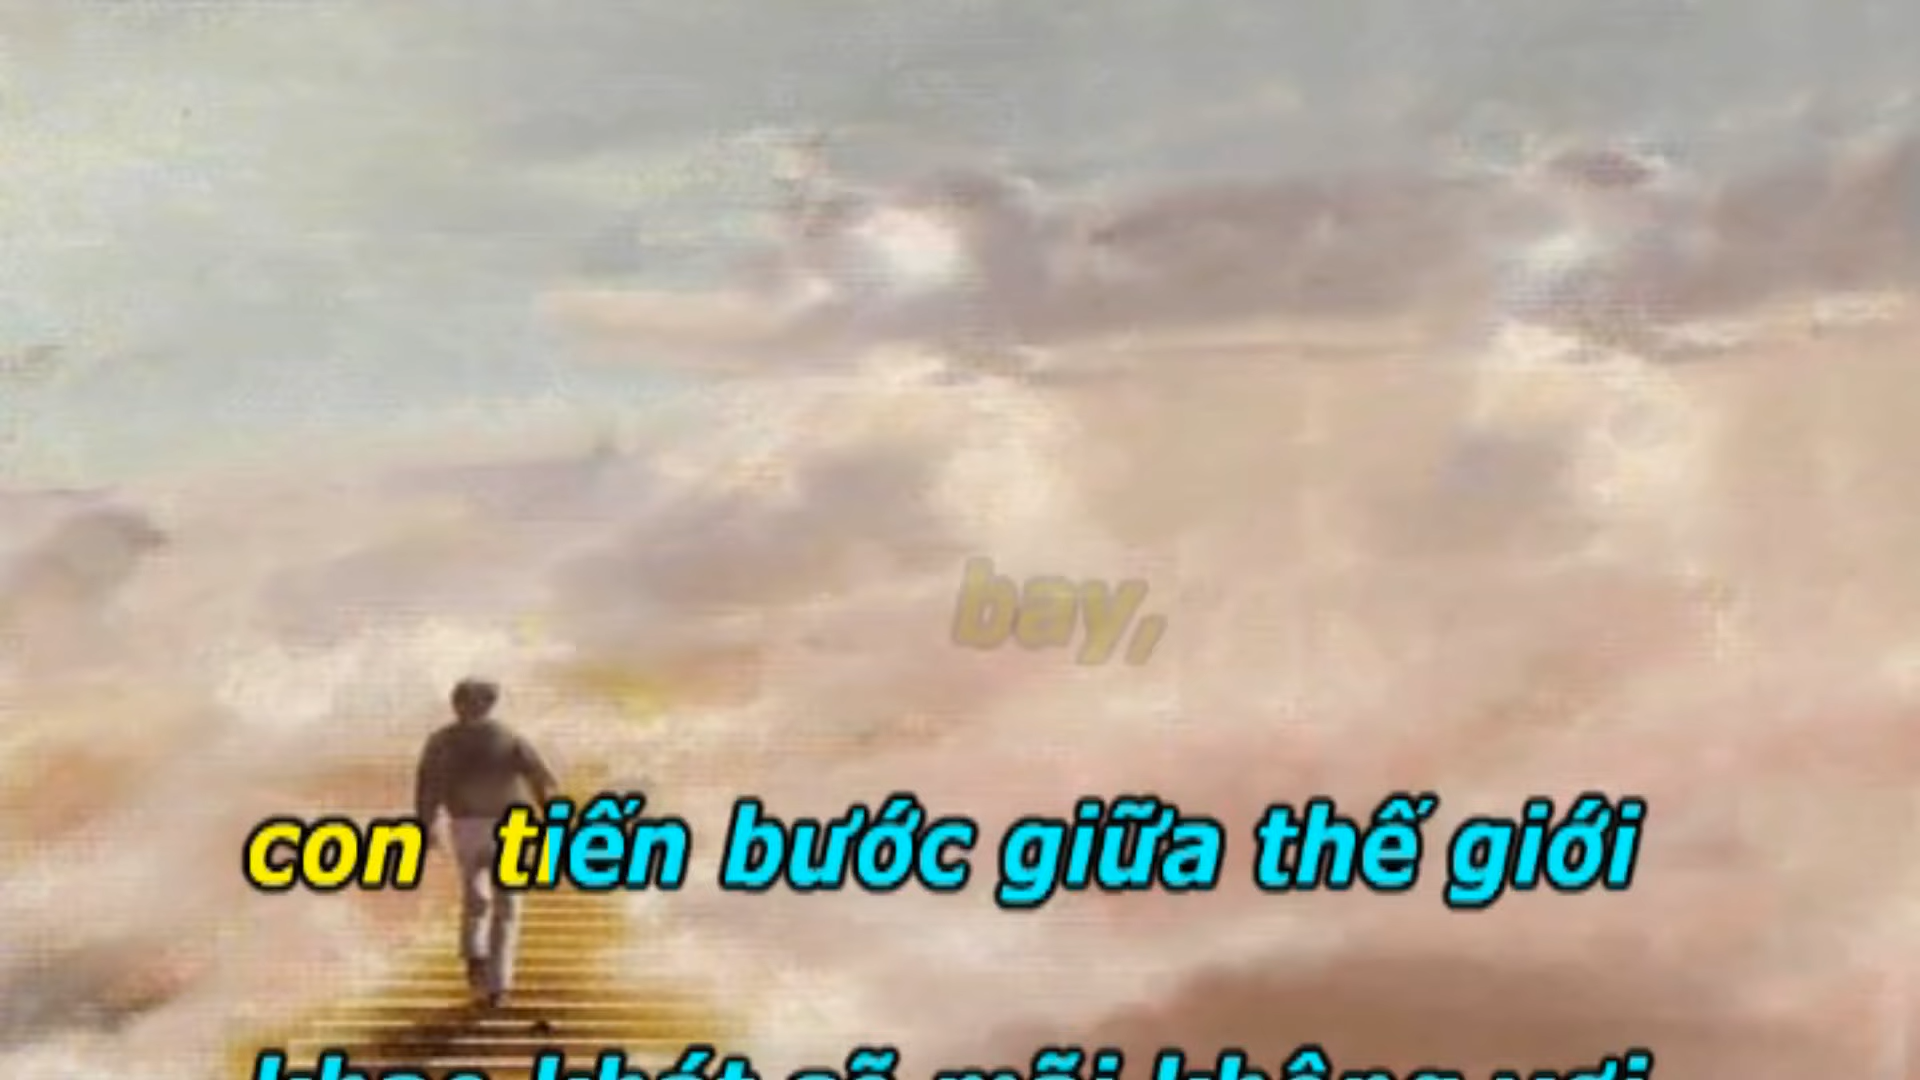 bay,
con tiến bước giữa thế giới
khao khát sẽ mãi không vơi